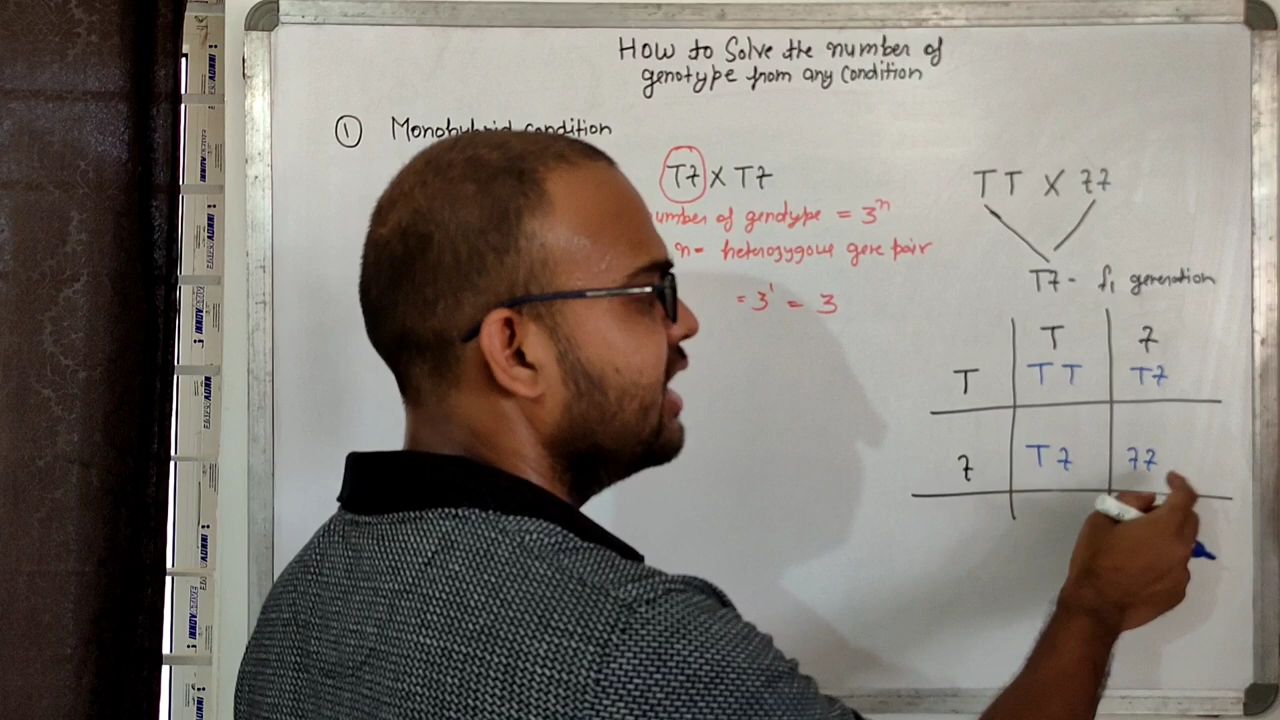 How to Solve the number of
genotype from any Condition
① Monohybrid condition
Tt X Tt
umber of genotype = 3ⁿ
n- heterozygous gene pair
= 3¹ = 3
TT X tt
Tt - f₁ generation
T t
T TT Tt
t Tt tt